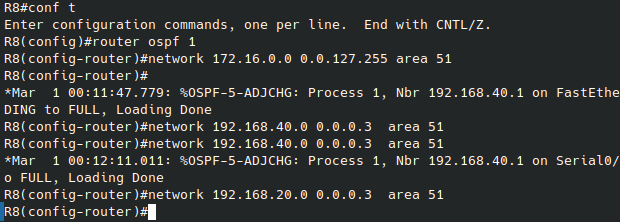 R8#conf t
Enter configuration commands, one per line.  End with CNTL/Z.
R8(config)#router ospf 1
R8(config-router)#network 172.16.0.0 0.0.127.255 area 51
R8(config-router)#
*Mar  1 00:11:47.779: %OSPF-5-ADJCHG: Process 1, Nbr 192.168.40.1 on FastEthe
DING to FULL, Loading Done
R8(config-router)#network 192.168.40.0 0.0.0.3  area 51
R8(config-router)#network 192.168.40.0 0.0.0.3  area 51
*Mar  1 00:12:11.011: %OSPF-5-ADJCHG: Process 1, Nbr 192.168.40.1 on Serial0/
o FULL, Loading Done
R8(config-router)#network 192.168.20.0 0.0.0.3  area 51
R8(config-router)#